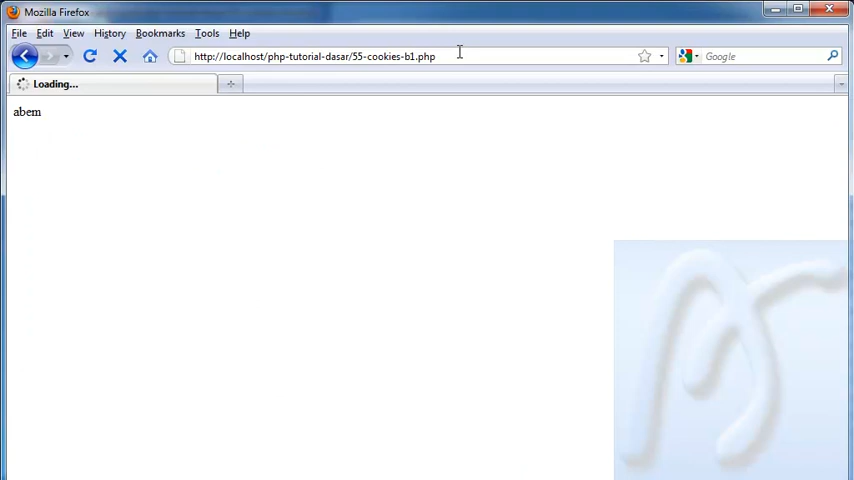 Mozilla Firefox
File Edit View History Bookmarks Tools Help
http://localhost/php-tutorial-dasar/55-cookies-b1.php Google
Loading...
abem